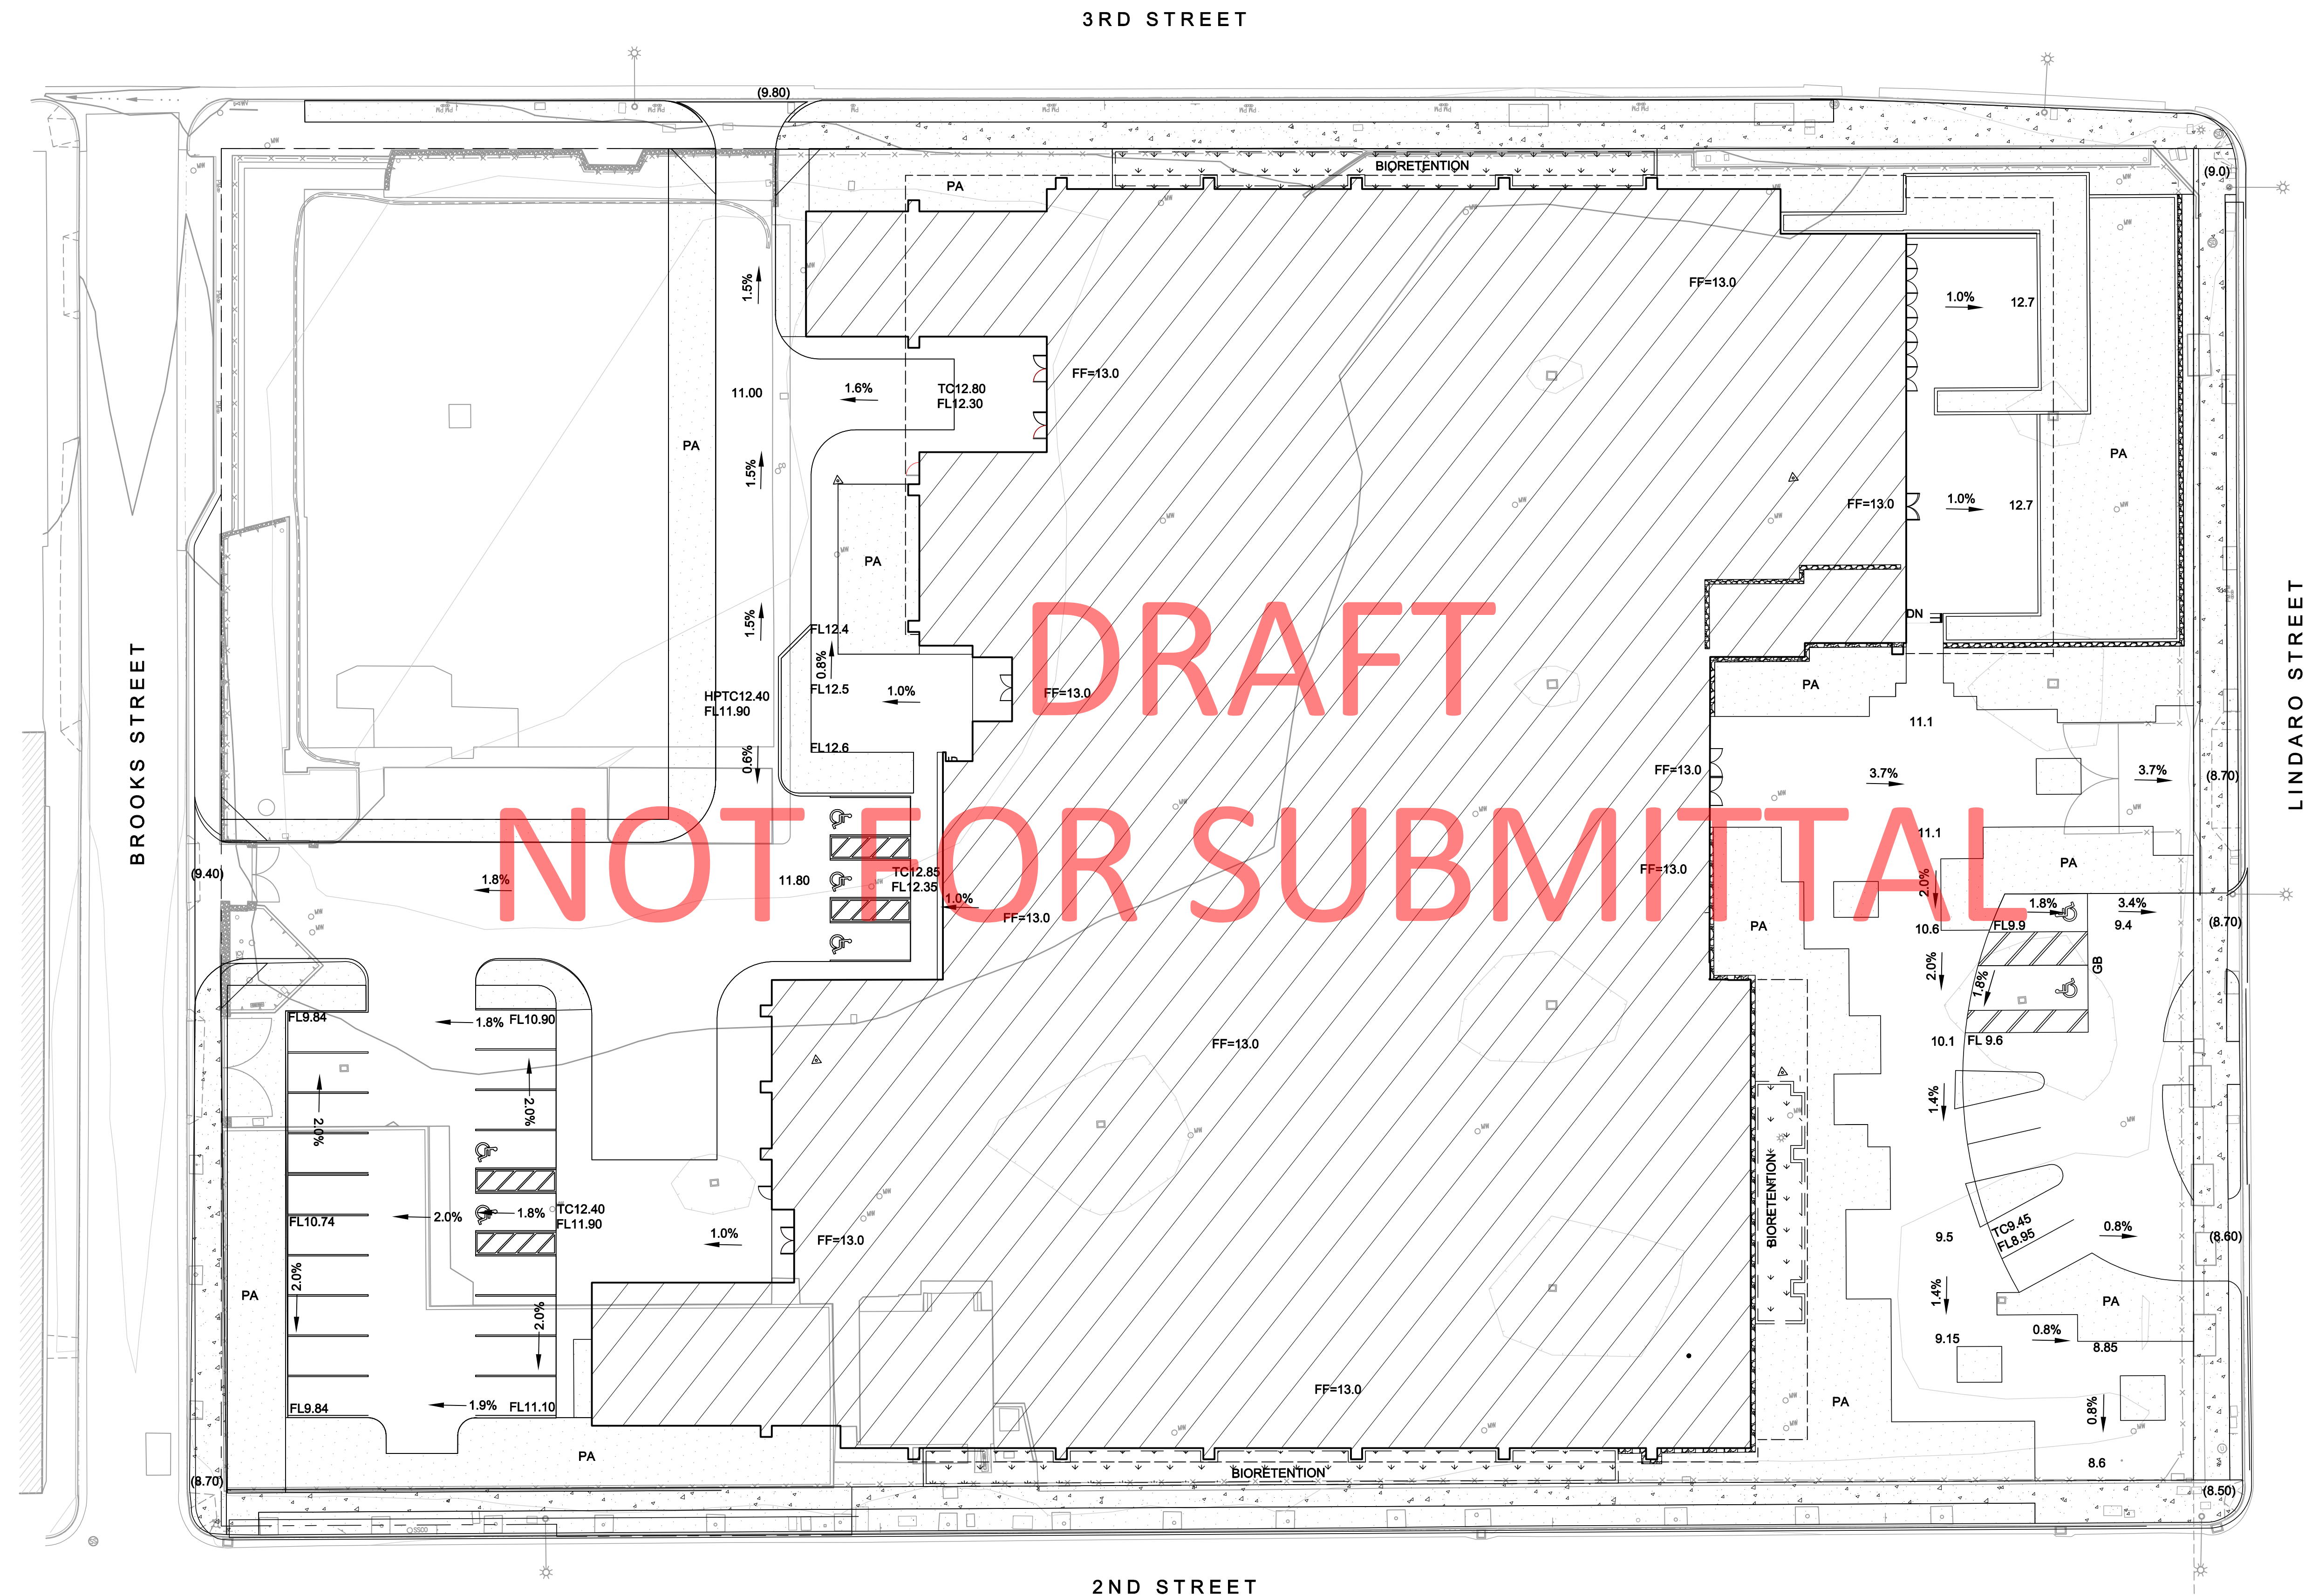 3RD STREET
(9.80)
BIORETENTION
PA
(9.0)
1.5%
FF=13.0
1.0%
12.7
FF=13.0
11.00
1.6%
TC12.80
FL12.30
PA
PA
1.5%
FF=13.0
1.0%
12.7
PA
1.5%
FL12.4
0.8%
DN
DRAFT
BROOKS STREET
LINDARO STREET
HPTC12.40
FL11.90
FL12.5
1.0%
FF=13.0
PA
11.1
FL12.6
0.9%
FF=13.0
3.7%
3.7%
(8.70)
NOT FOR SUBMITTAL
(9.40)
1.8%
11.80
TC12.85
FL12.35
1.0%
FF=13.0
FF=13.0
11.1
PA
2.0%
1.8%
3.4%
PA
10.6
FL9.9
9.4
(8.70)
2.0%
1.8%
GB
FL9.84
1.8%
FL10.90
FF=13.0
10.1
FL 9.6
2.0%
2.0%
1.4%
BIORETENTION
FL10.74
2.0%
1.8%
TC12.40
FL11.90
1.0%
FF=13.0
9.5
TC9.45
FL8.95
0.8%
(8.60)
PA
2.0%
2.0%
1.4%
PA
9.15
0.8%
8.85
FL9.84
1.9%
FL11.10
FF=13.0
PA
0.8%
PA
BIORETENTION
8.6
(8.70)
(8.50)
SSCO
2ND STREET